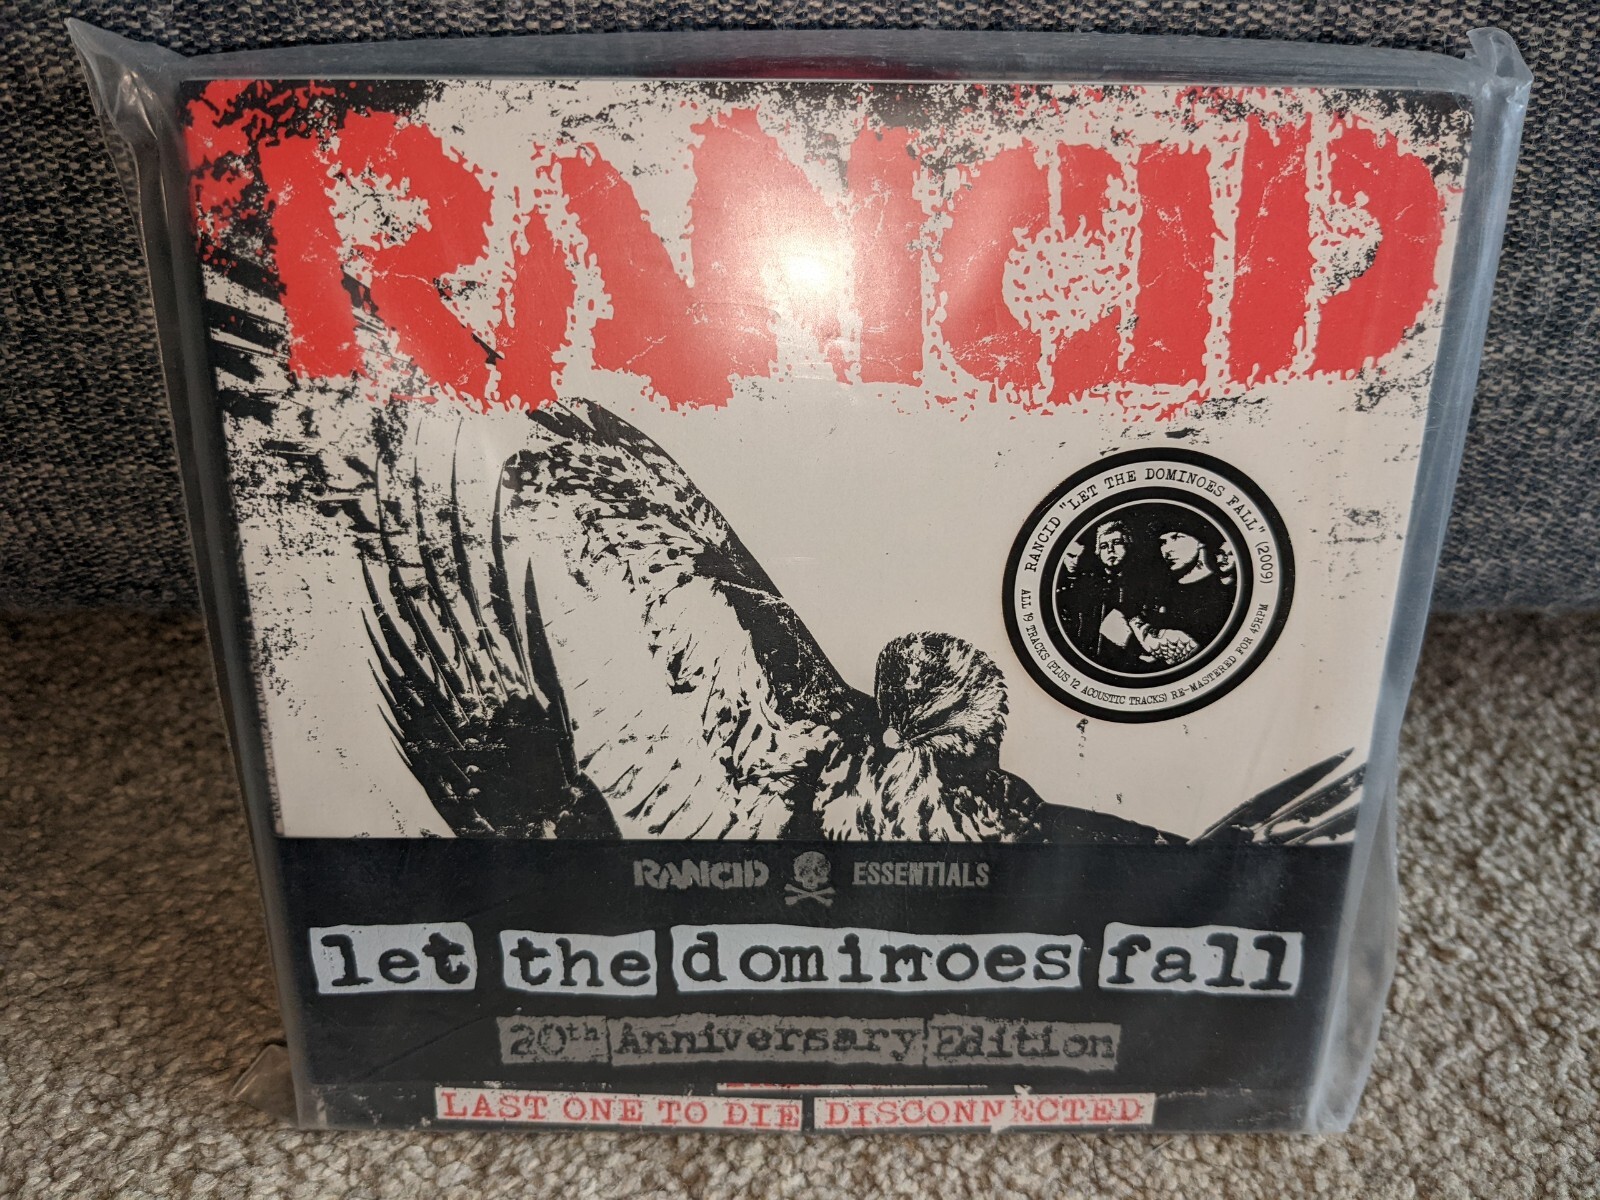 RANCID
RANCID "LET THE DOMINOES FALL" (2009)
ALL 19 TRACKS (PLUS 12 ACOUSTIC TRACKS) RE-MASTERED FOR 45RPM
RANCID ESSENTIALS
let the dominoes fall
20th Anniversary Edition
LAST ONE TO DIE DISCONNECTED